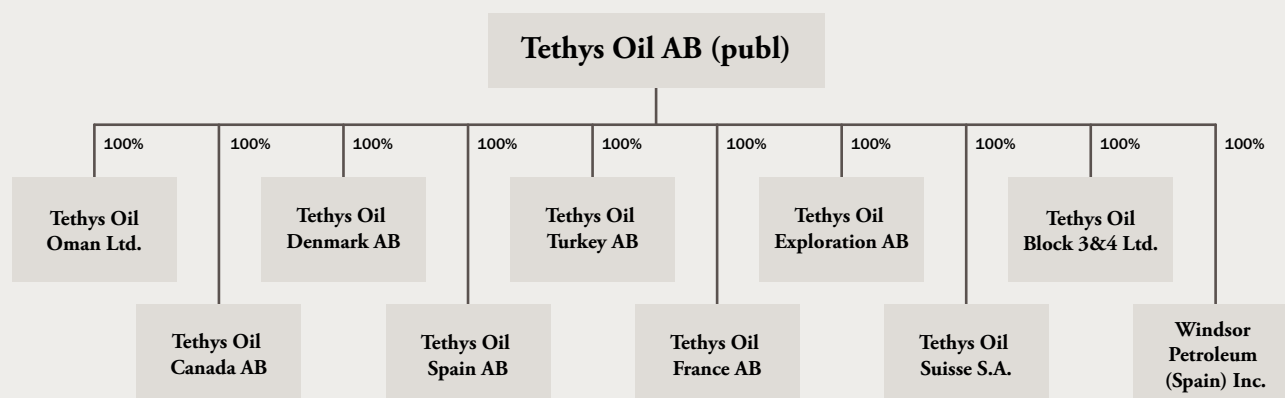 Tethys Oil AB (publ)
100%
100%
100%
100%
100%
100%
100%
100%
100%
100%
Tethys Oil
Oman Ltd.
Tethys Oil
Denmark AB
Tethys Oil
Turkey AB
Tethys Oil
Exploration AB
Tethys Oil
Block 3&4 Ltd.
Tethys Oil
Canada AB
Tethys Oil
Spain AB
Tethys Oil
France AB
Tethys Oil
Suisse S.A.
Windsor
Petroleum
(Spain) Inc.